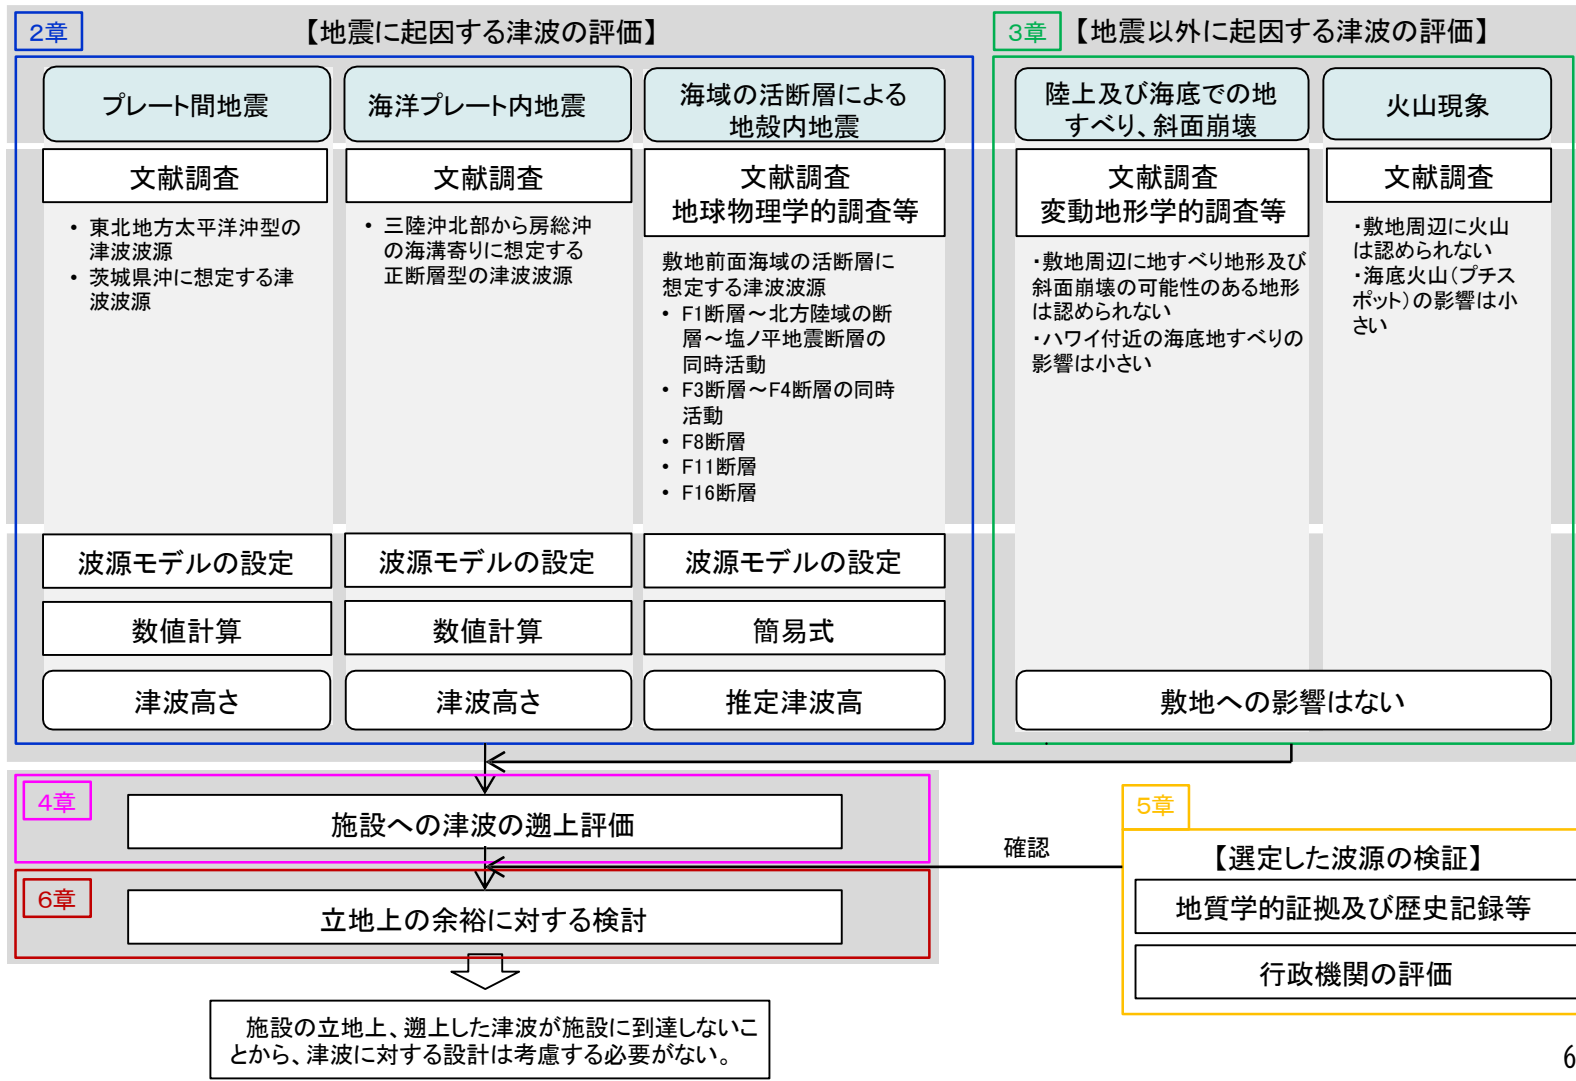 2章
【地震に起因する津波の評価】
プレート間地震
文献調査
• 東北地方太平洋沖型の
津波波源
• 茨城県沖に想定する津
波波源
波源モデルの設定
数値計算
津波高さ
海洋プレート内地震
文献調査
• 三陸沖北部から房総沖
の海溝寄りに想定する
正断層型の津波波源
波源モデルの設定
数値計算
津波高さ
海域の活断層による
地殻内地震
文献調査
地球物理学的調査等
敷地前面海域の活断層に
想定する津波波源
• F1断層～北方陸域の断
層～塩ノ平地震断層の
同時活動
• F3断層～F4断層の同時
活動
• F8断層
• F11断層
• F16断層
波源モデルの設定
簡易式
推定津波高
3章
【地震以外に起因する津波の評価】
陸上及び海底での地
すべり、斜面崩壊
文献調査
変動地形学的調査等
・敷地周辺に地すべり地形及び
斜面崩壊の可能性のある地形
は認められない
・ハワイ付近の海底地すべりの
影響は小さい
火山現象
文献調査
・敷地周辺に火山
は認められない
・海底火山（プチス
ポット）の影響は小
さい
敷地への影響はない
4章
施設への津波の遡上評価
5章
【選定した波源の検証】
地質学的証拠及び歴史記録等
行政機関の評価
確認
6章
立地上の余裕に対する検討
施設の立地上、遡上した津波が施設に到達しないこ
とから、津波に対する設計は考慮する必要がない。
6